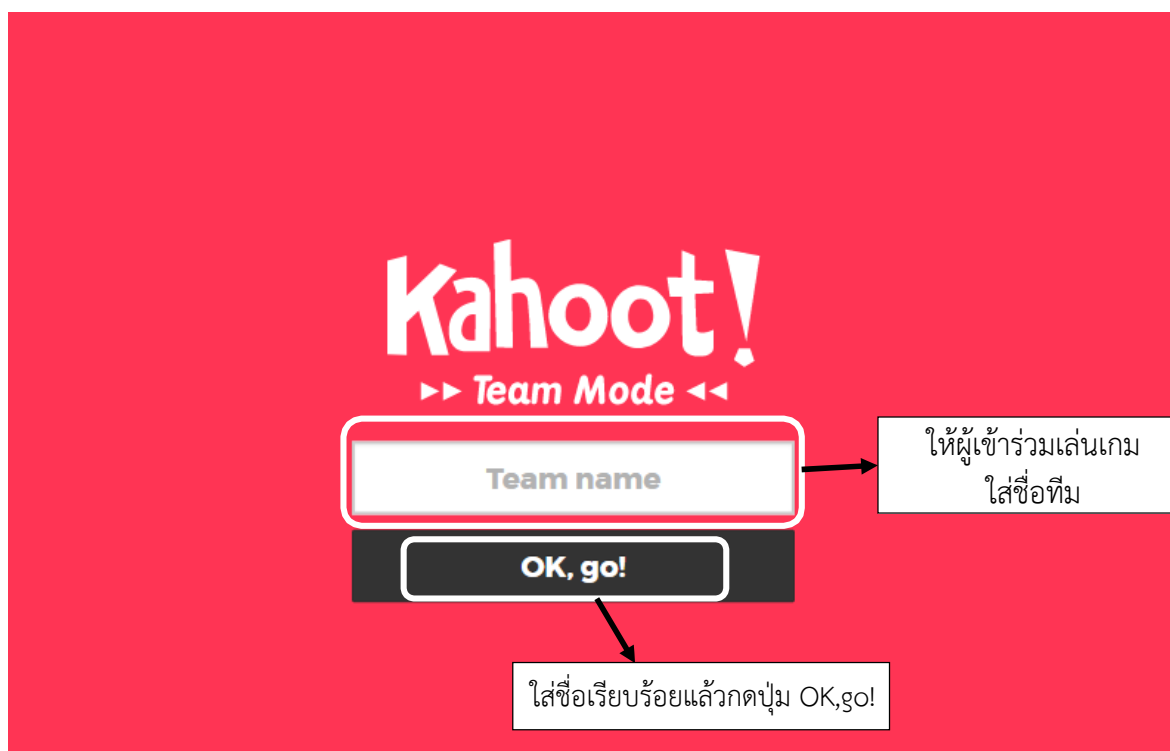 Kahoot!
Team Mode
Team name
ให้ผู้เข้าร่วมเล่นเกม
ใส่ชื่อทีม
OK, go!
ใส่ชื่อเรียบร้อยแล้วกดปุ่ม OK,go!